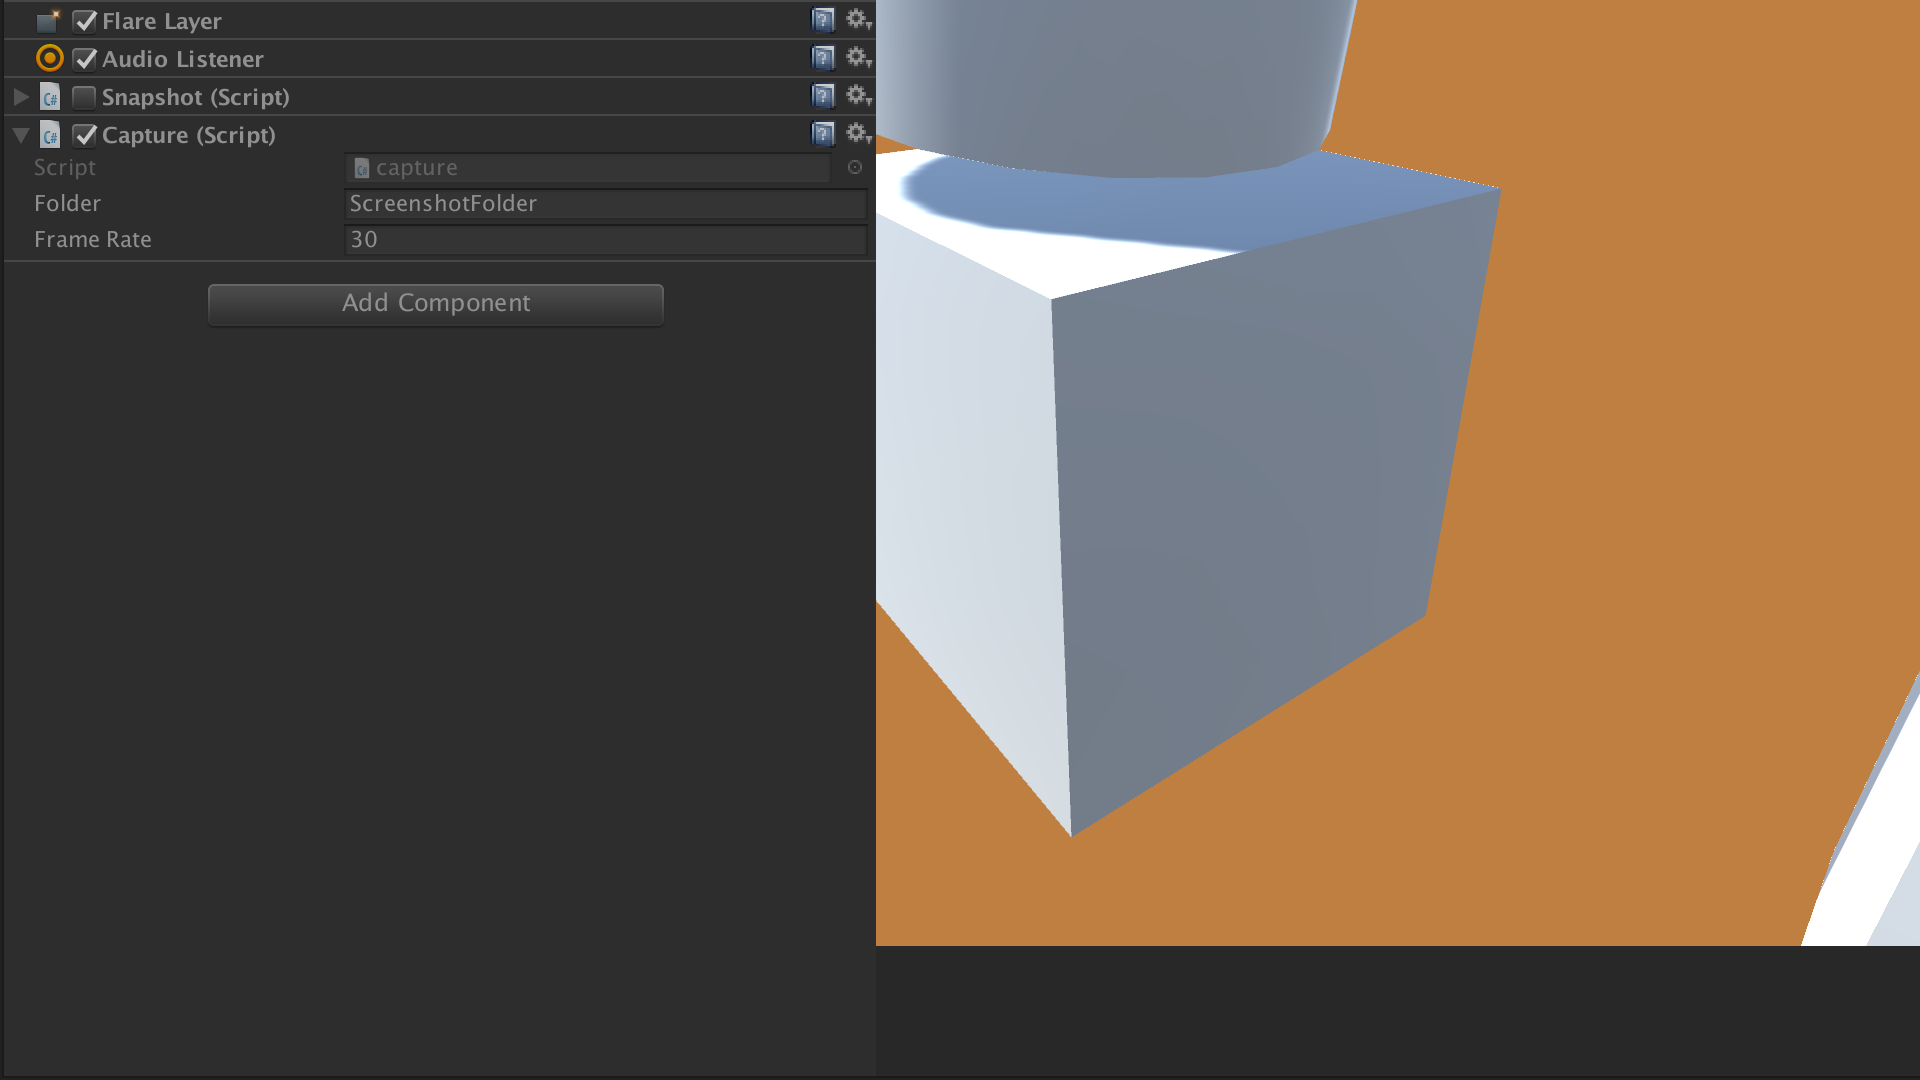 Flare Layer
Audio Listener
C# Snapshot (Script)
C# Capture (Script)
Script capture
Folder ScreenshotFolder
Frame Rate 30
Add Component